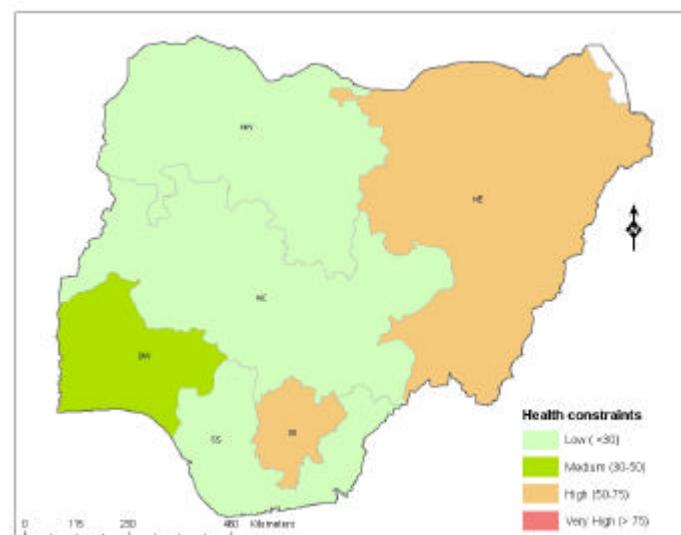 NW
NE
NC
SW
SS
SE
N
Health constraints
Low ( <30)
Medium (30-50)
High (50-75)
Very High (> 75)
0 115 230 460 Kilometers